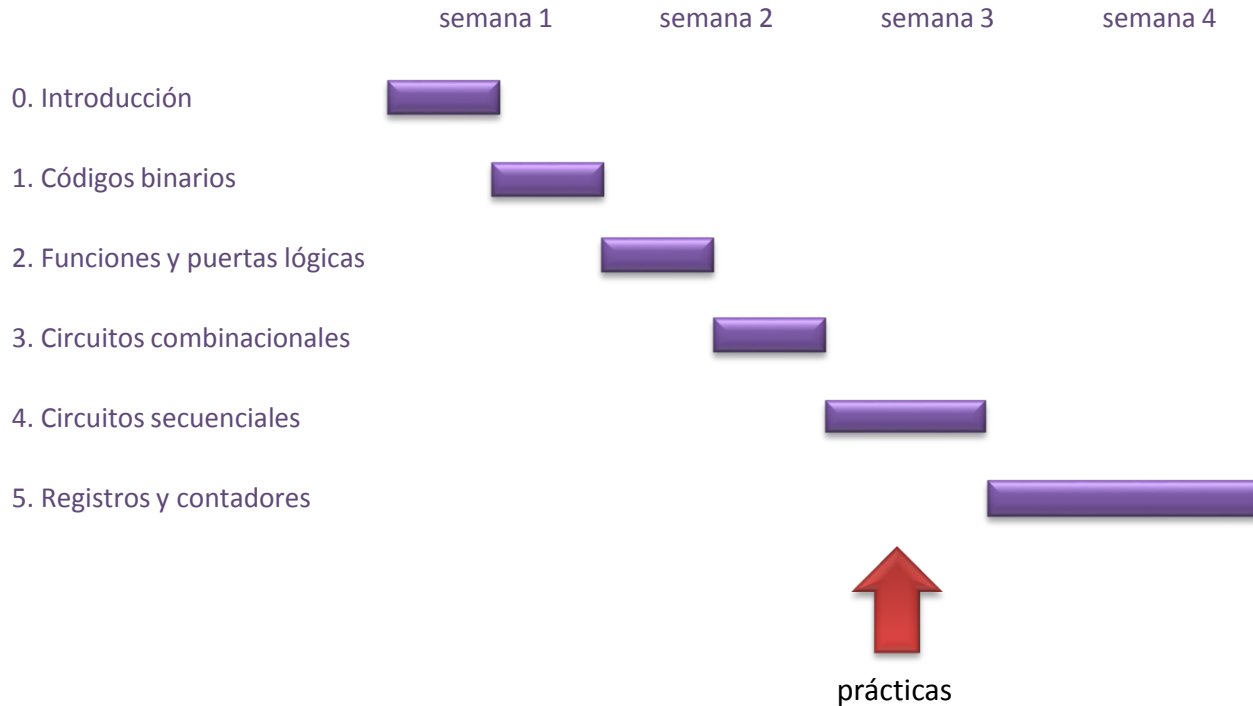 semana 1 semana 2 semana 3 semana 4
0. Introducción
1. Códigos binarios
2. Funciones y puertas lógicas
3. Circuitos combinacionales
4. Circuitos secuenciales
5. Registros y contadores
prácticas